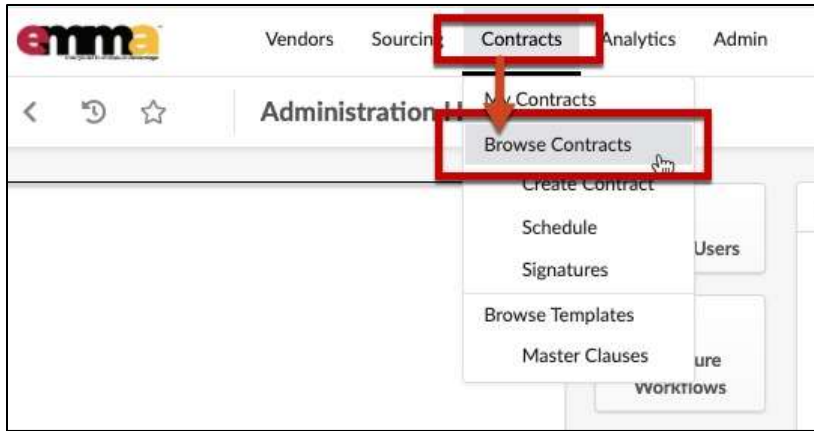 emma
Vendors Sourcing Contracts Analytics Admin
Administration H
My Contracts
Browse Contracts
Create Contract
Schedule
Signatures
Browse Templates
Master Clauses
Users
ure
Workflows